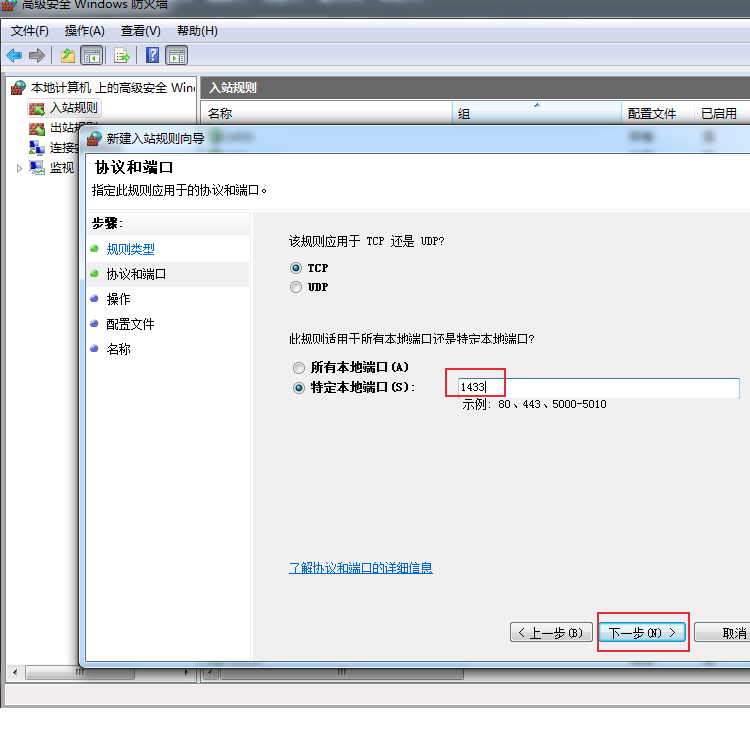 高级安全 Windows 防火墙
文件(F) 操作(A) 查看(V) 帮助(H)
本地计算机 上的高级安全 Win
入站规则
出站规则
连接安
监视
入站规则
名称 组 配置文件 已启用
新建入站规则向导
协议和端口
指定此规则应用于的协议和端口。
步骤:
规则类型
协议和端口
操作
配置文件
名称
该规则应用于 TCP 还是 UDP?
TCP
UDP
此规则适用于所有本地端口还是特定本地端口?
所有本地端口(A)
特定本地端口(S): 1433
示例: 80、443、5000-5010
了解协议和端口的详细信息
< 上一步(B) 下一步(N) > 取消